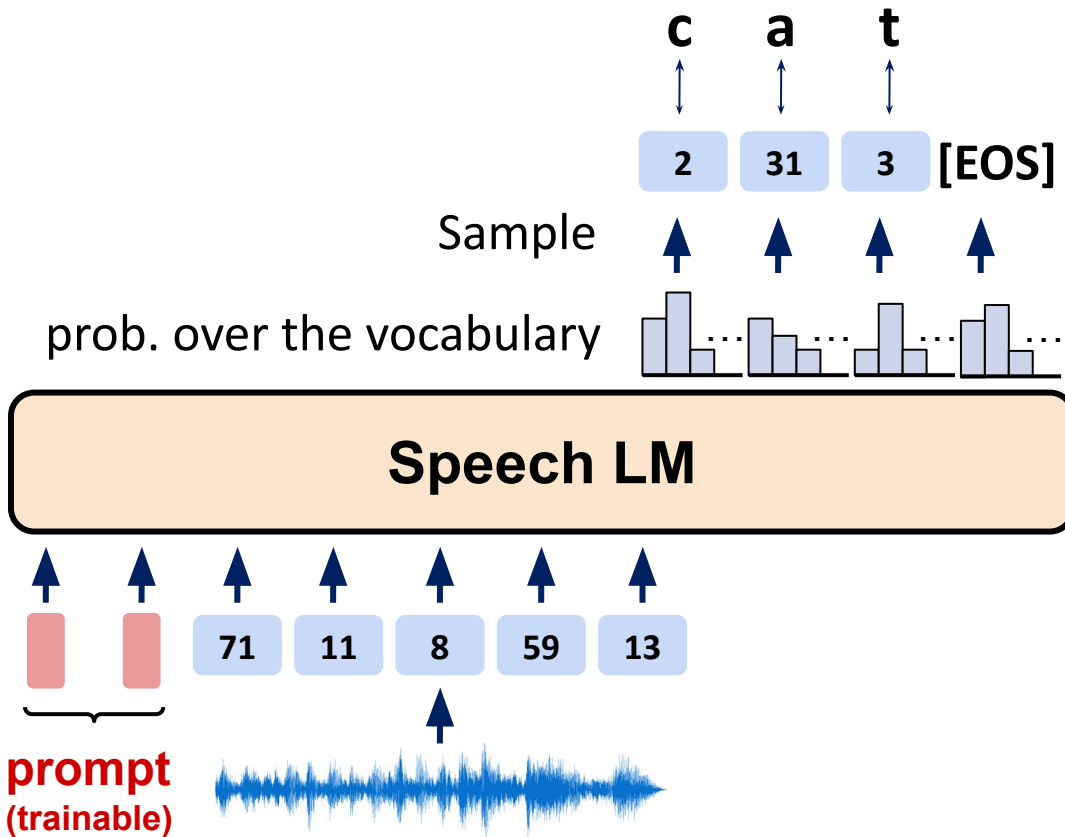 c a t
2 31 3 [EOS]
Sample
prob. over the vocabulary
... ... ... ...
Speech LM
71 11 8 59 13
prompt
(trainable)